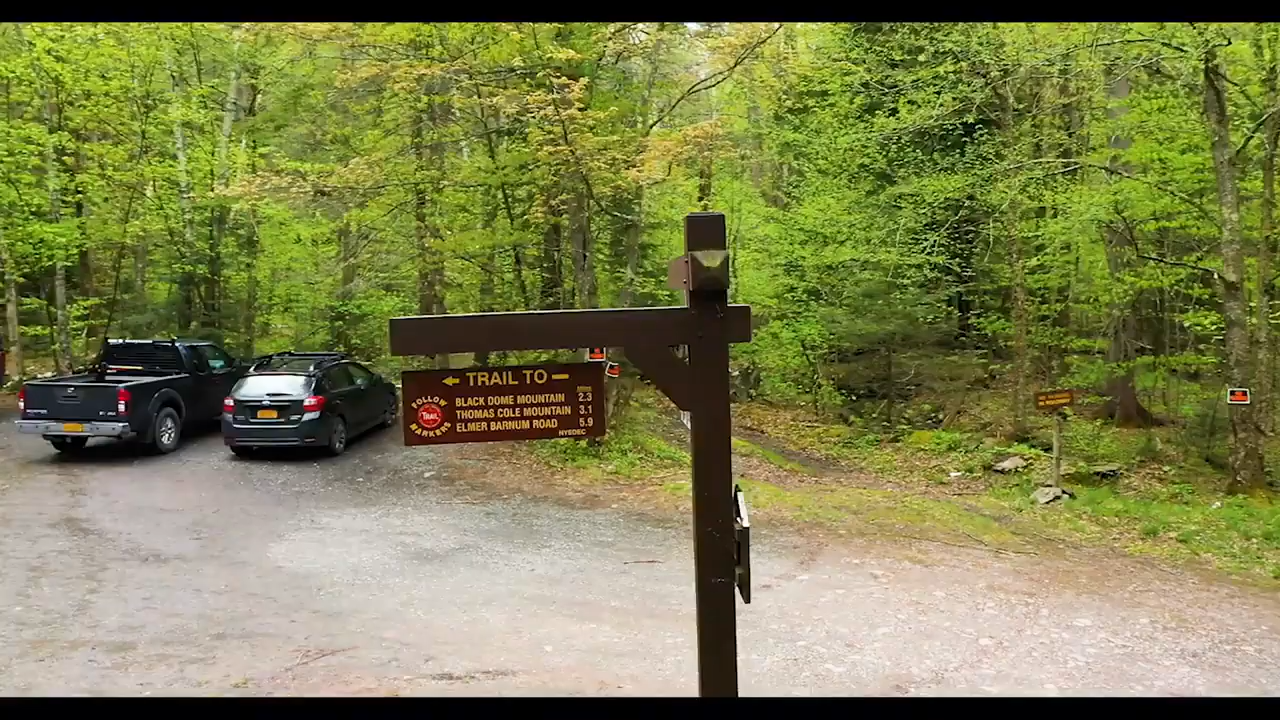 TRAIL TO
Miles
BLACK DOME MOUNTAIN 2.3
THOMAS COLE MOUNTAIN 3.1
ELMER BARNUM ROAD 5.9
NYSDEC
FOLLOW
TRAIL
MARKERS